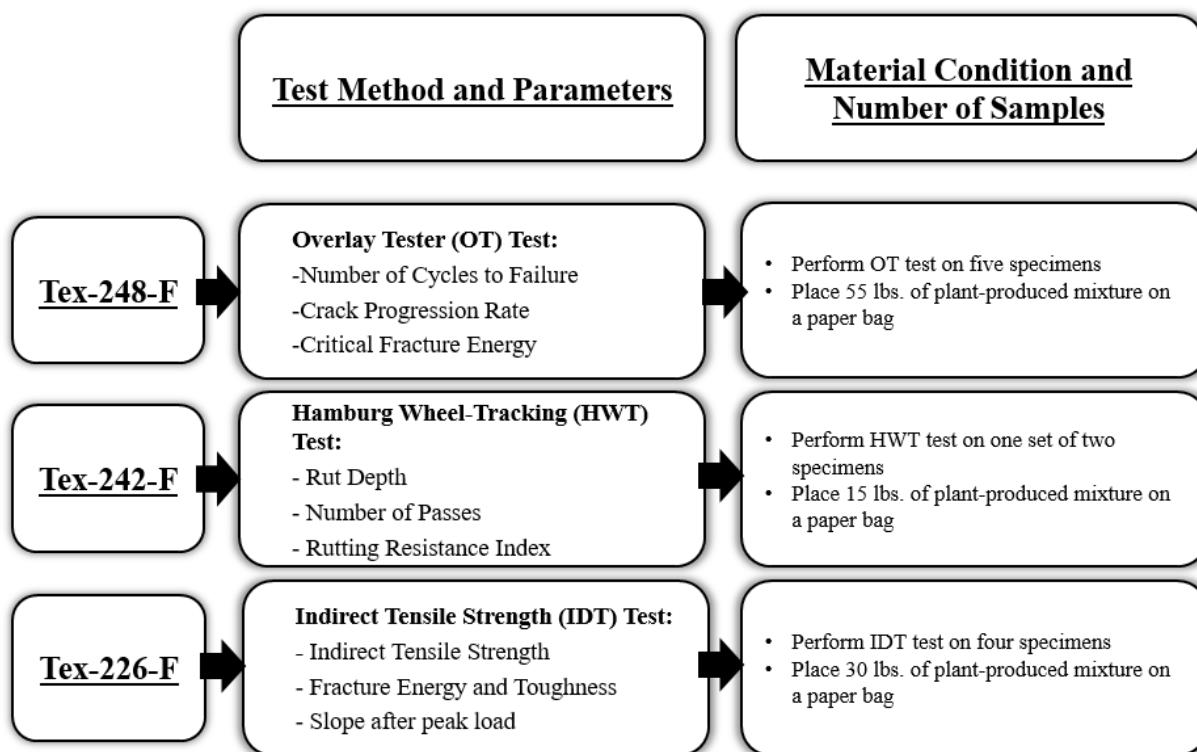 Test Method and Parameters
Material Condition and
Number of Samples
Tex-248-F
Overlay Tester (OT) Test:
-Number of Cycles to Failure
-Crack Progression Rate
-Critical Fracture Energy
• Perform OT test on five specimens
• Place 55 lbs. of plant-produced mixture on
a paper bag
Tex-242-F
Hamburg Wheel-Tracking (HWT)
Test:
- Rut Depth
- Number of Passes
- Rutting Resistance Index
• Perform HWT test on one set of two
specimens
• Place 15 lbs. of plant-produced mixture on
a paper bag
Tex-226-F
Indirect Tensile Strength (IDT) Test:
- Indirect Tensile Strength
- Fracture Energy and Toughness
- Slope after peak load
• Perform IDT test on four specimens
• Place 30 lbs. of plant-produced mixture on
a paper bag